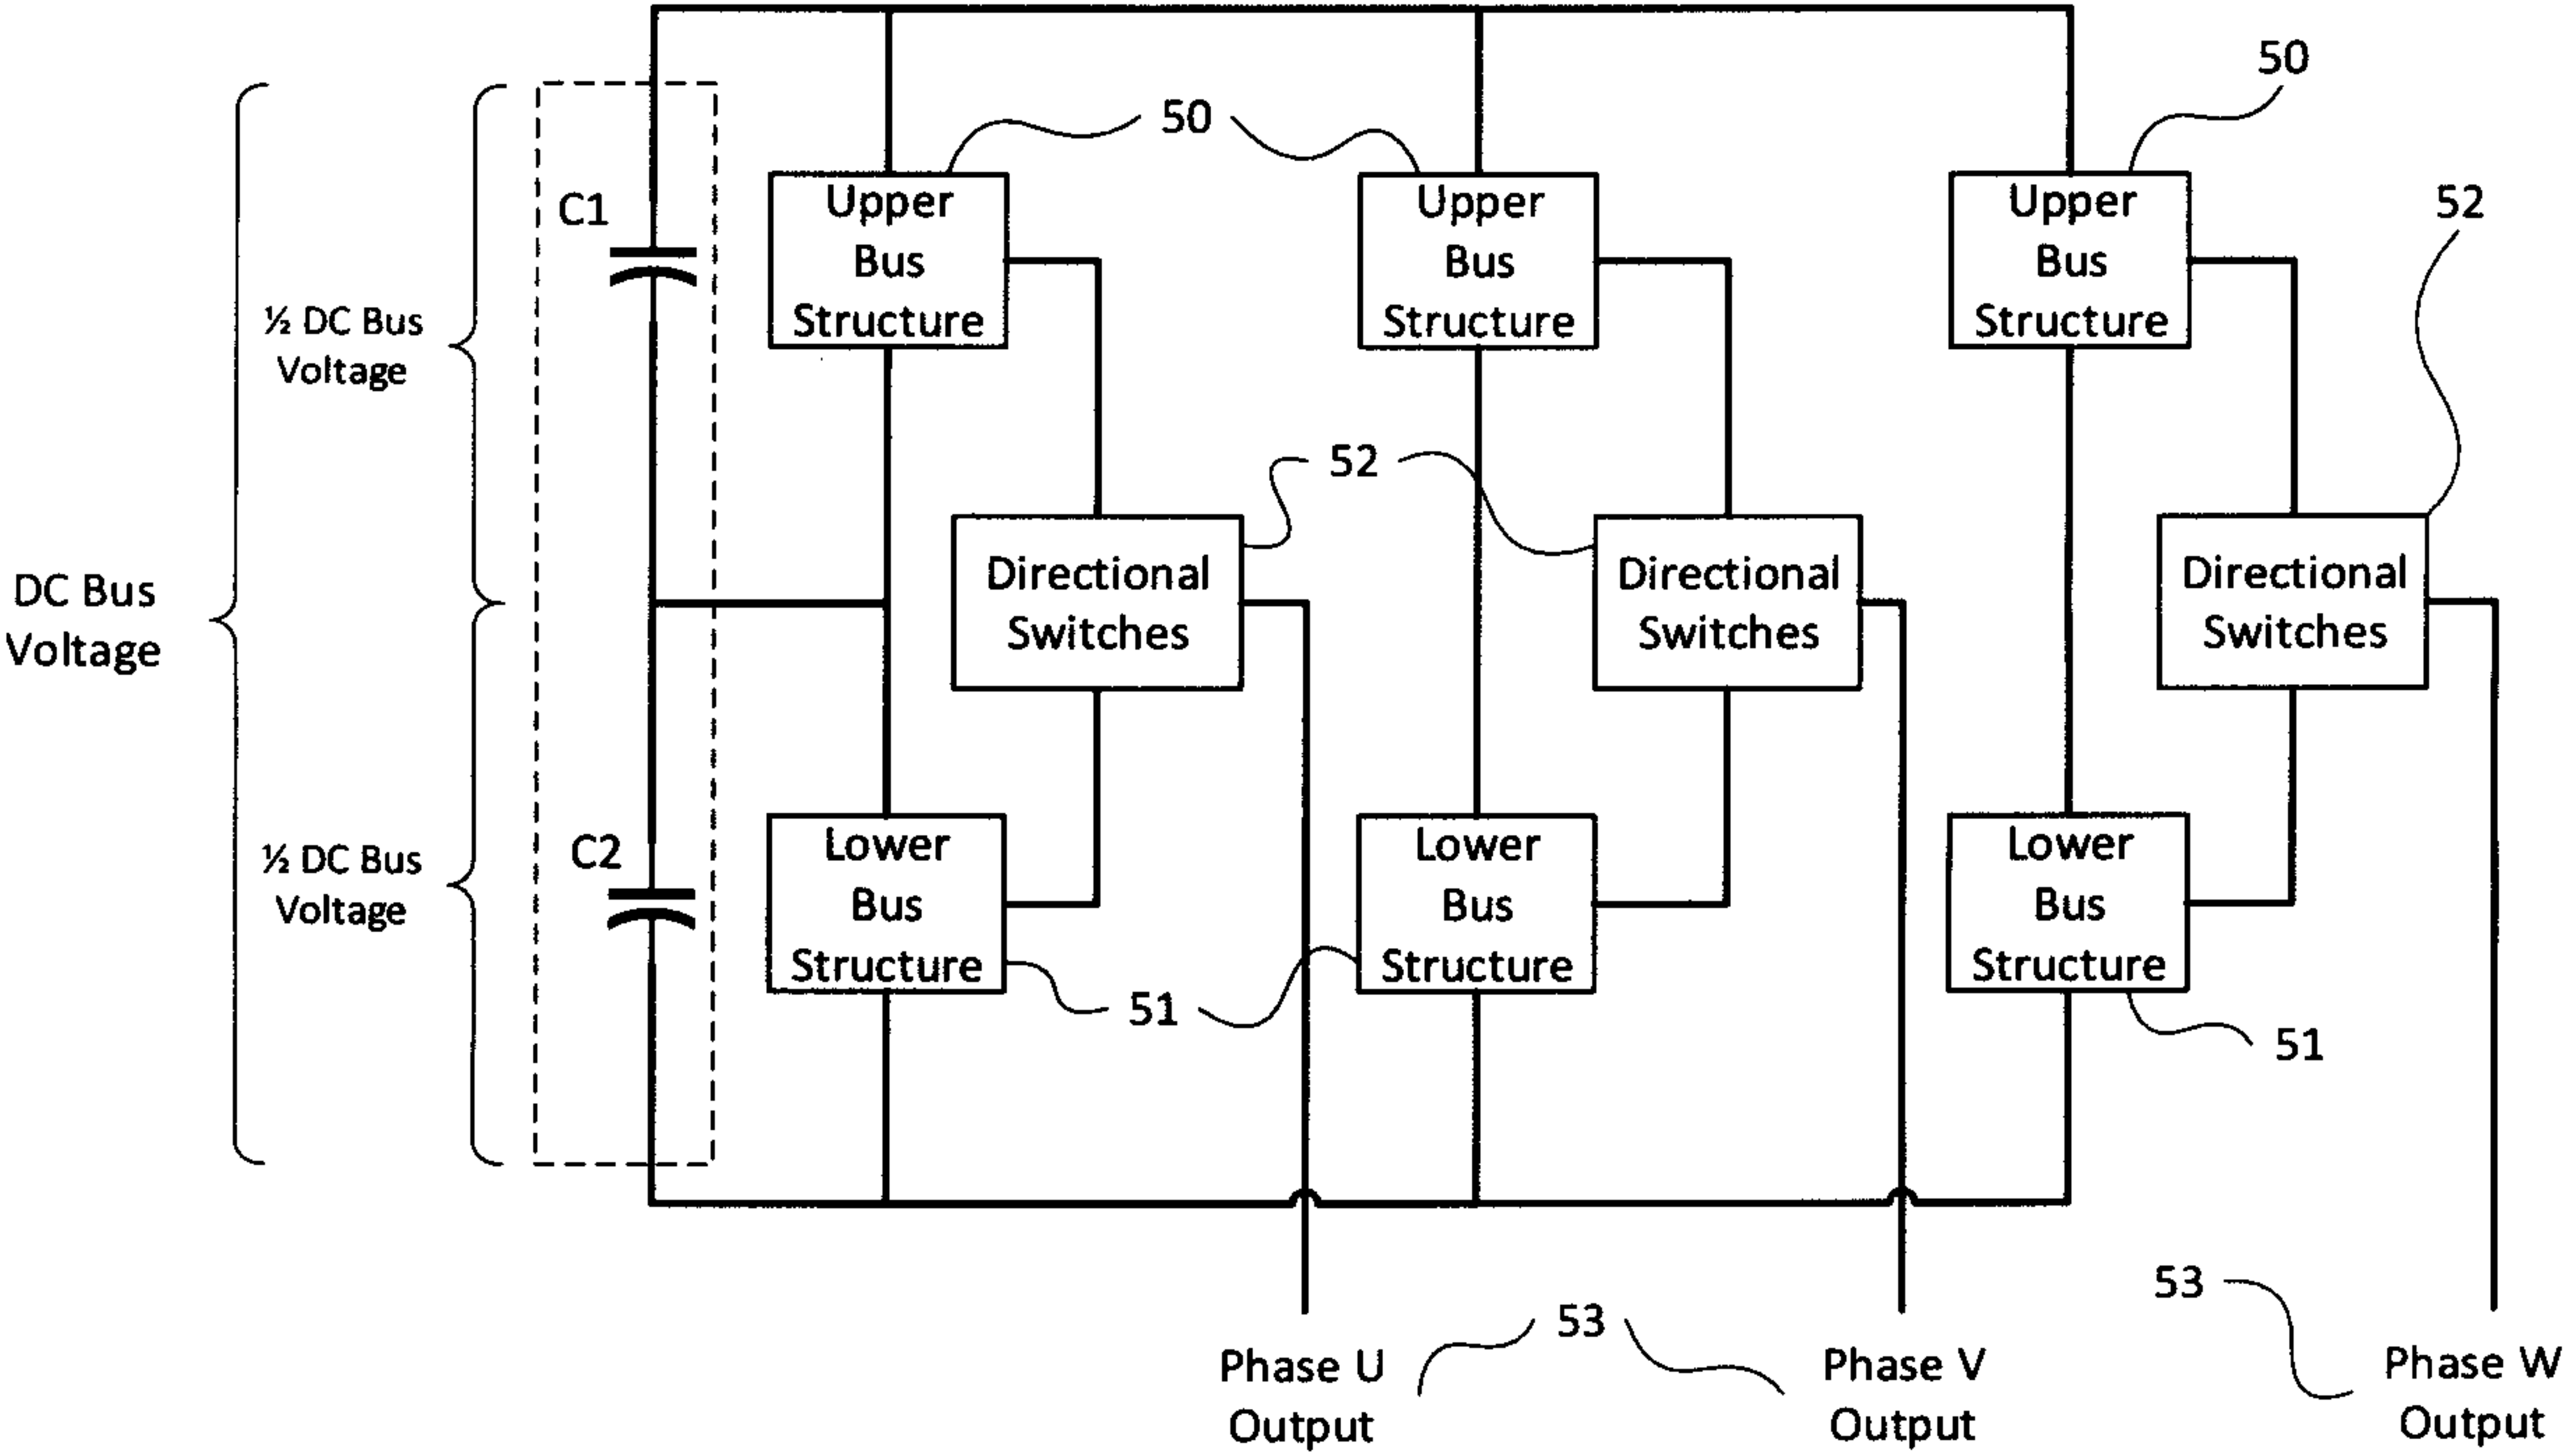 50
50
Upper
Bus
Structure
Upper
Bus
Structure
Upper
Bus
Structure
52
C1
½ DC Bus
Voltage
52
DC Bus
Voltage
Directional
Switches
Directional
Switches
Directional
Switches
½ DC Bus
Voltage
C2
Lower
Bus
Structure
Lower
Bus
Structure
Lower
Bus
Structure
51
51
53
53
Phase U
Output
Phase V
Output
Phase W
Output